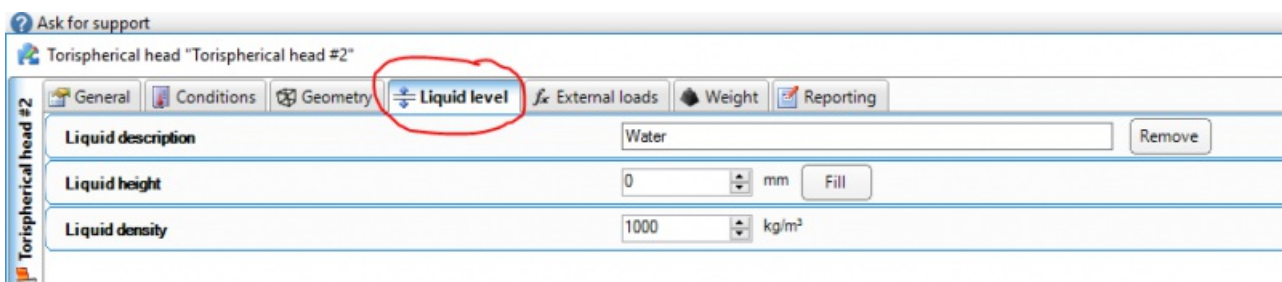 Ask for support
Torispherical head "Torispherical head #2"
Torispherical head #2
General Conditions Geometry Liquid level fx External loads Weight Reporting
Liquid description Water Remove
Liquid height 0 mm Fill
Liquid density 1000 kg/m³